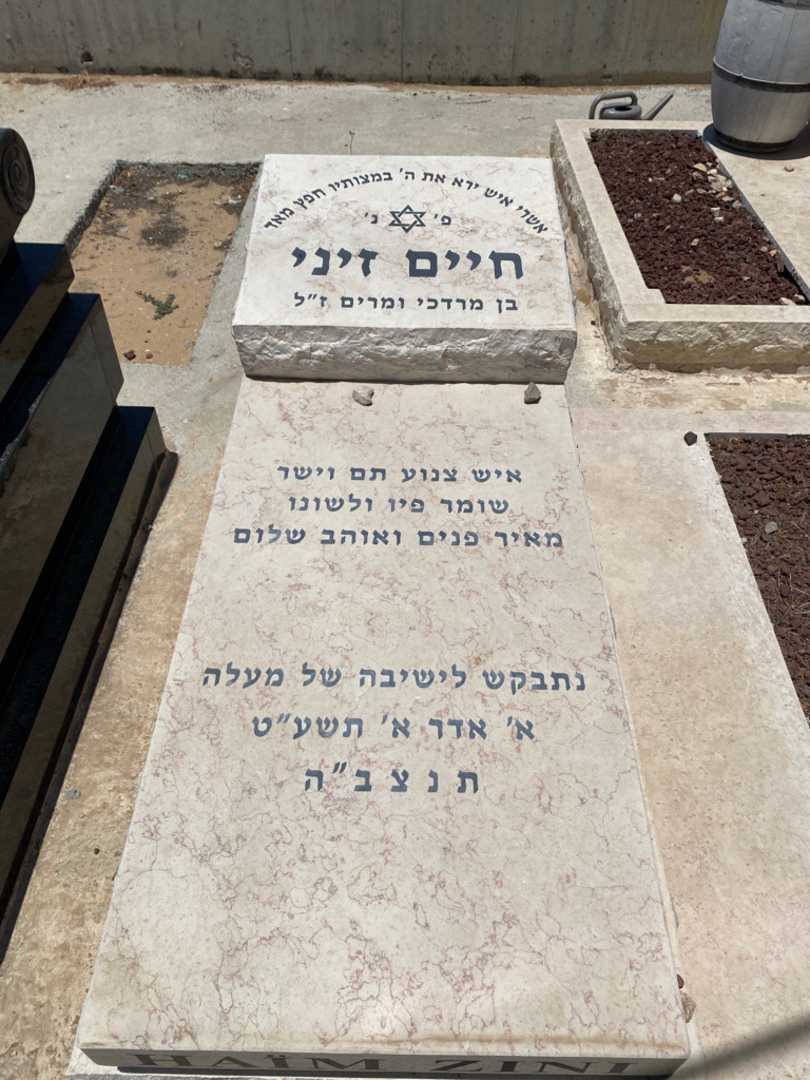 אשרי איש ירא את ה׳ במצותיו חפץ מאד
פ׳ נ׳
חיים זיני
בן מרדכי ומרים ז״ל
איש צנוע תם וישר
שומר פיו ולשונו
מאיר פנים ואוהב שלום
נתבקש לישיבה של מעלה
א׳ אדר א׳ תשע״ט
ת נ צ ב ״ ה
HAÏM ZINI